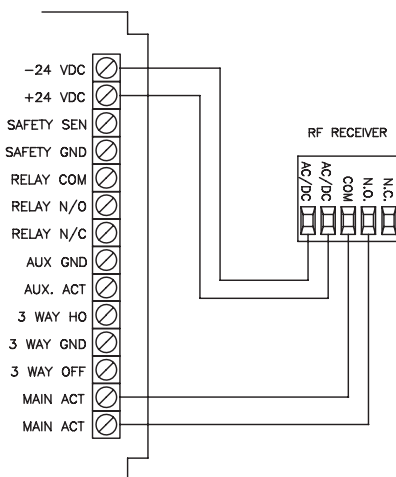 -24 VDC
+24 VDC
SAFETY SEN
SAFETY GND
RELAY COM
RELAY N/O
RELAY N/C
AUX GND
AUX. ACT
3 WAY HO
3 WAY GND
3 WAY OFF
MAIN ACT
MAIN ACT
RF RECEIVER
AC/DC
AC/DC
COM
N.O.
N.C.